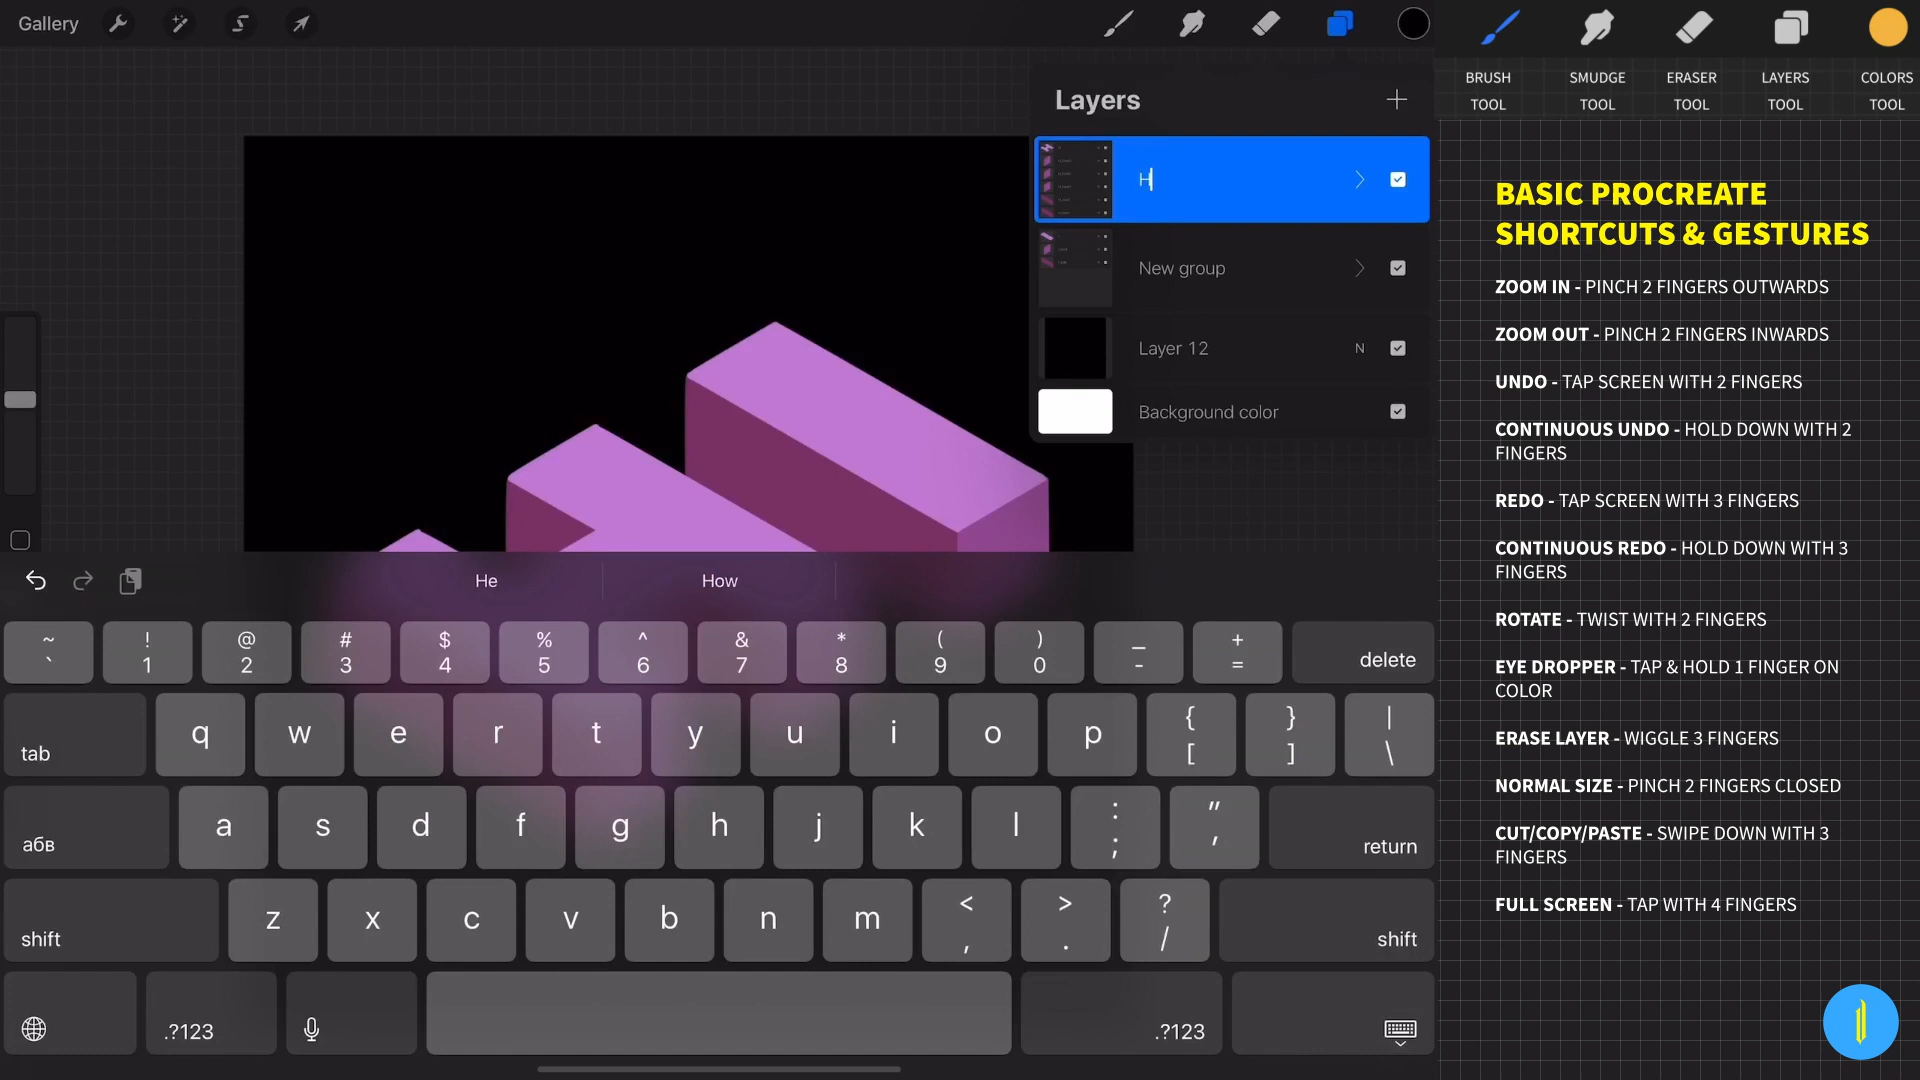 Gallery
Layers
H
New group
Layer 12
N
Background color
BRUSH TOOL
SMUDGE TOOL
ERASER TOOL
LAYERS TOOL
COLORS TOOL
BASIC PROCREATE
SHORTCUTS & GESTURES
ZOOM IN - PINCH 2 FINGERS OUTWARDS
ZOOM OUT - PINCH 2 FINGERS INWARDS
UNDO - TAP SCREEN WITH 2 FINGERS
CONTINUOUS UNDO - HOLD DOWN WITH 2
FINGERS
REDO - TAP SCREEN WITH 3 FINGERS
CONTINUOUS REDO - HOLD DOWN WITH 3
FINGERS
ROTATE - TWIST WITH 2 FINGERS
EYE DROPPER - TAP & HOLD 1 FINGER ON
COLOR
ERASE LAYER - WIGGLE 3 FINGERS
NORMAL SIZE - PINCH 2 FINGERS CLOSED
CUT/COPY/PASTE - SWIPE DOWN WITH 3
FINGERS
FULL SCREEN - TAP WITH 4 FINGERS
He How
~ ! @ # $ % ^ & * ( ) _ +
` 1 2 3 4 5 6 7 8 9 0 - = delete
tab q w e r t y u i o p { [ } ] | \
абв a s d f g h j k l : ; " ' return
shift z x c v b n m < , > . ? / shift
.?123 .?123